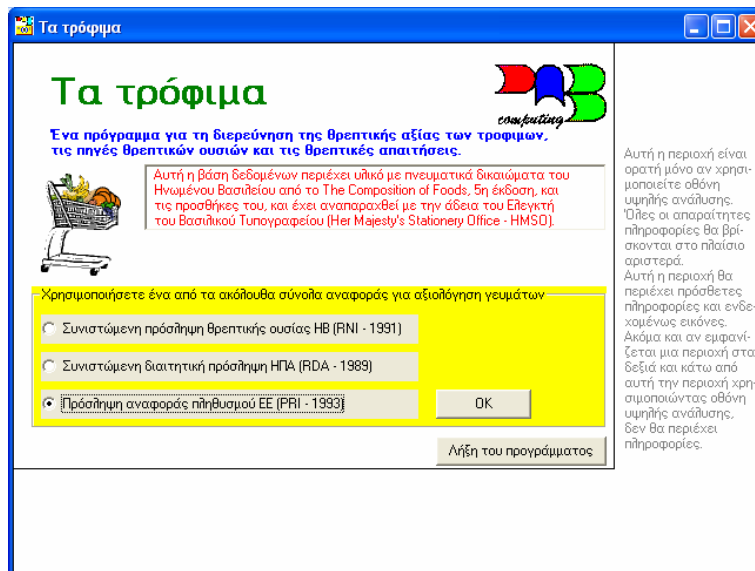 Τα τρόφιμα
Τα τρόφιμα
DAB
computing
Ένα πρόγραμμα για τη διερεύνηση της θρεπτικής αξίας των τροφιμων,
τις πηγές θρεπτικών ουσιών και τις θρεπτικές απαιτήσεις.
Αυτή η βάση δεδομένων περιέχει υλικό με πνευματικά δικαιώματα του
Ηνωμένου Βασιλείου από το The Composition of Foods, 5η έκδοση, και
τις προσθήκες του, και έχει αναπαραχθεί με την άδεια του Ελεγκτή
του Βασιλικού Τυπογραφείου (Her Majesty's Stationery Office - HMSO).
Χρησιμοποιήσετε ένα από τα ακόλουθα σύνολα αναφοράς για αξιολόγηση γευμάτων
Συνιστώμενη πρόσληψη θρεπτικής ουσίας ΗΒ (RNI - 1991)
Συνιστώμενη διαιτητική πρόσληψη ΗΠΑ (RDA - 1989)
Πρόσληψη αναφοράς πληθυσμού ΕΕ (PRI - 1993)
OK
Λήξη του προγράμματος
Αυτή η περιοχή είναι
ορατή μόνο αν χρησι-
μοποιείτε οθόνη
υψηλής ανάλυσης.
Όλες οι απαραίτητες
πληροφορίες θα βρί-
σκονται στο πλαίσιο
αριστερά.
Αυτή η περιοχή θα
περιέχει πρόσθετες
πληροφορίες και ενδε-
χομένως εικόνες.
Ακόμα και αν εμφανί-
ζεται μια περιοχή στα
δεξιά και κάτω από
αυτή την περιοχή χρη-
σιμοποιώντας οθόνη
υψηλής ανάλυσης,
δεν θα περιέχει
πληροφορίες.